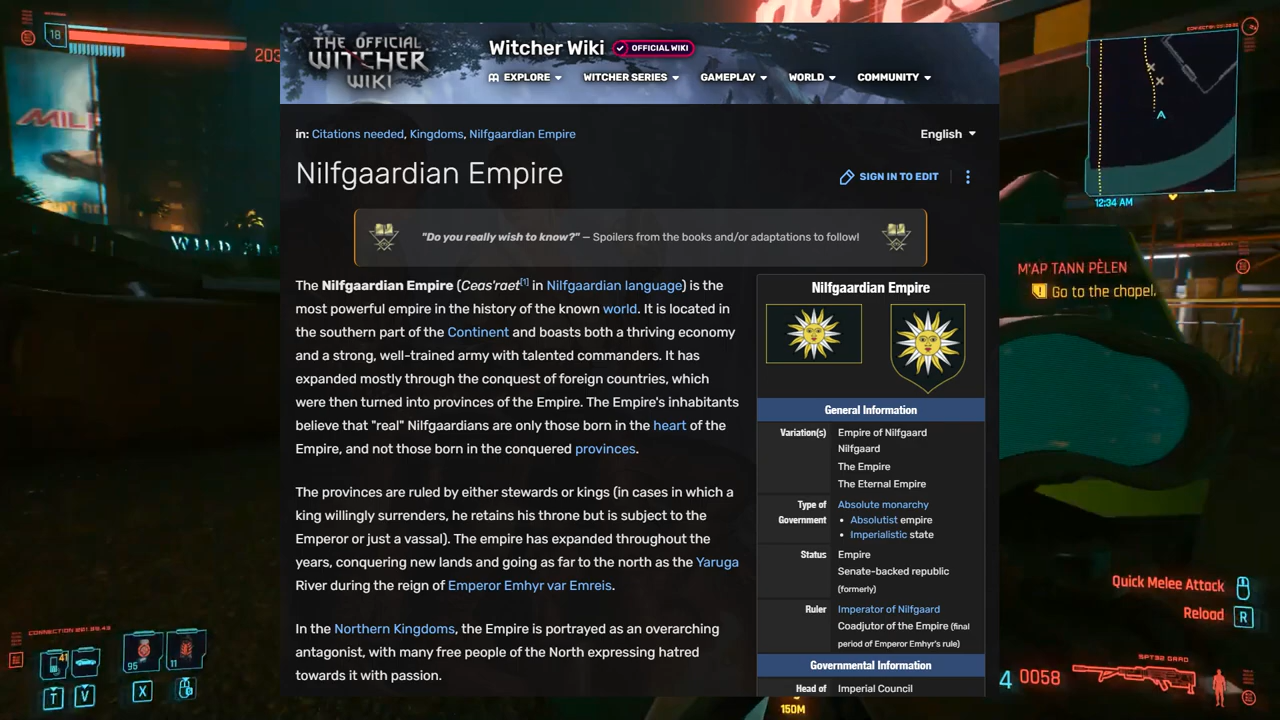 18
203
MILI
WILD
THE OFFICIAL
WITCHER
WIKI
Witcher Wiki OFFICIAL WIKI
EXPLORE WITCHER SERIES GAMEPLAY WORLD COMMUNITY
in: Citations needed, Kingdoms, Nilfgaardian Empire
English
Nilfgaardian Empire
SIGN IN TO EDIT
"Do you really wish to know?" – Spoilers from the books and/or adaptations to follow!
The Nilfgaardian Empire (Ceas'raet[1] in Nilfgaardian language) is the
most powerful empire in the history of the known world. It is located in
the southern part of the Continent and boasts both a thriving economy
and a strong, well-trained army with talented commanders. It has
expanded mostly through the conquest of foreign countries, which
were then turned into provinces of the Empire. The Empire's inhabitants
believe that "real" Nilfgaardians are only those born in the heart of the
Empire, and not those born in the conquered provinces.
The provinces are ruled by either stewards or kings (in cases in which a
king willingly surrenders, he retains his throne but is subject to the
Emperor or just a vassal). The empire has expanded throughout the
years, conquering new lands and going as far to the north as the Yaruga
River during the reign of Emperor Emhyr var Emreis.
In the Northern Kingdoms, the Empire is portrayed as an overarching
antagonist, with many free people of the North expressing hatred
towards it with passion.
Nilfgaardian Empire
General Information
Variation(s) Empire of Nilfgaard
Nilfgaard
The Empire
The Eternal Empire
Type of Government Absolute monarchy
• Absolutist empire
• Imperialistic state
Status Empire
Senate-backed republic
(formerly)
Ruler Imperator of Nilfgaard
Coadjutor of the Empire (final
period of Emperor Emhyr's rule)
Governmental Information
Head of Imperial Council
12:34 AM
M'AP TANN PÈLEN
Go to the chapel.
Quick Melee Attack
Reload R
4 0058
150M
41
95
11
T
V
X